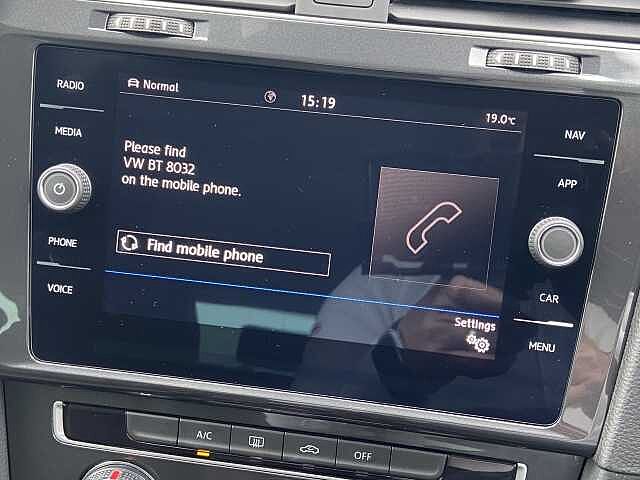 RADIO
MEDIA
PHONE
VOICE
Normal
15:19
19.0°C
Please find
VW BT 8032
on the mobile phone.
Find mobile phone
Settings
NAV
APP
CAR
MENU
A/C
OFF